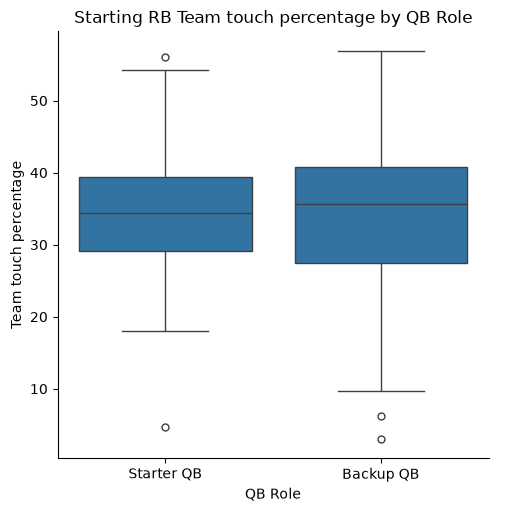 Starting RB Team touch percentage by QB Role
Team touch percentage
50
40
30
20
10
Starter QB
Backup QB
QB Role